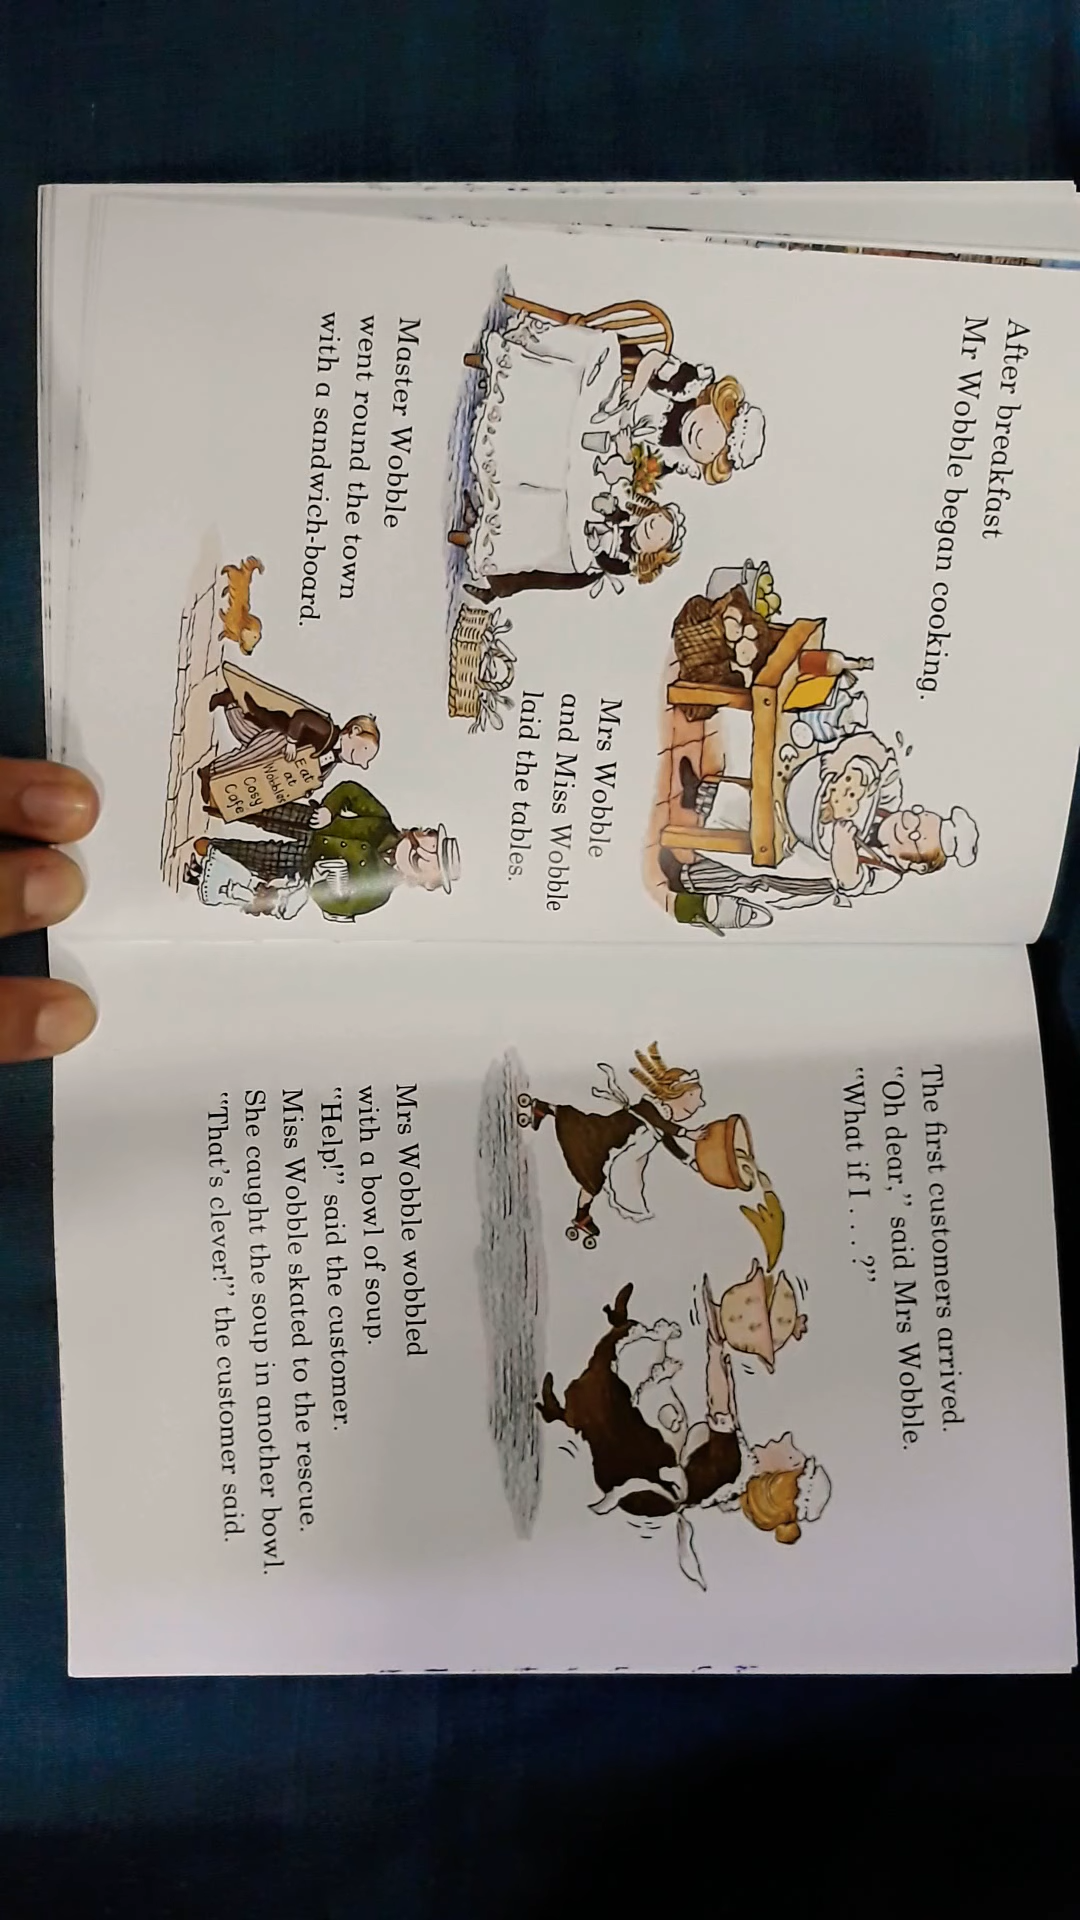 After breakfast
Mr Wobble began cooking.
Mrs Wobble
and Miss Wobble
laid the tables.
Master Wobble
went round the town
with a sandwich-board.
Eat
at
Wobble's
Cosy
Cafe
The first customers arrived.
“Oh dear,” said Mrs Wobble.
“What if I . . . ?”
Mrs Wobble wobbled
with a bowl of soup.
“Help!” said the customer.
Miss Wobble skated to the rescue.
She caught the soup in another bowl.
“That’s clever!” the customer said.